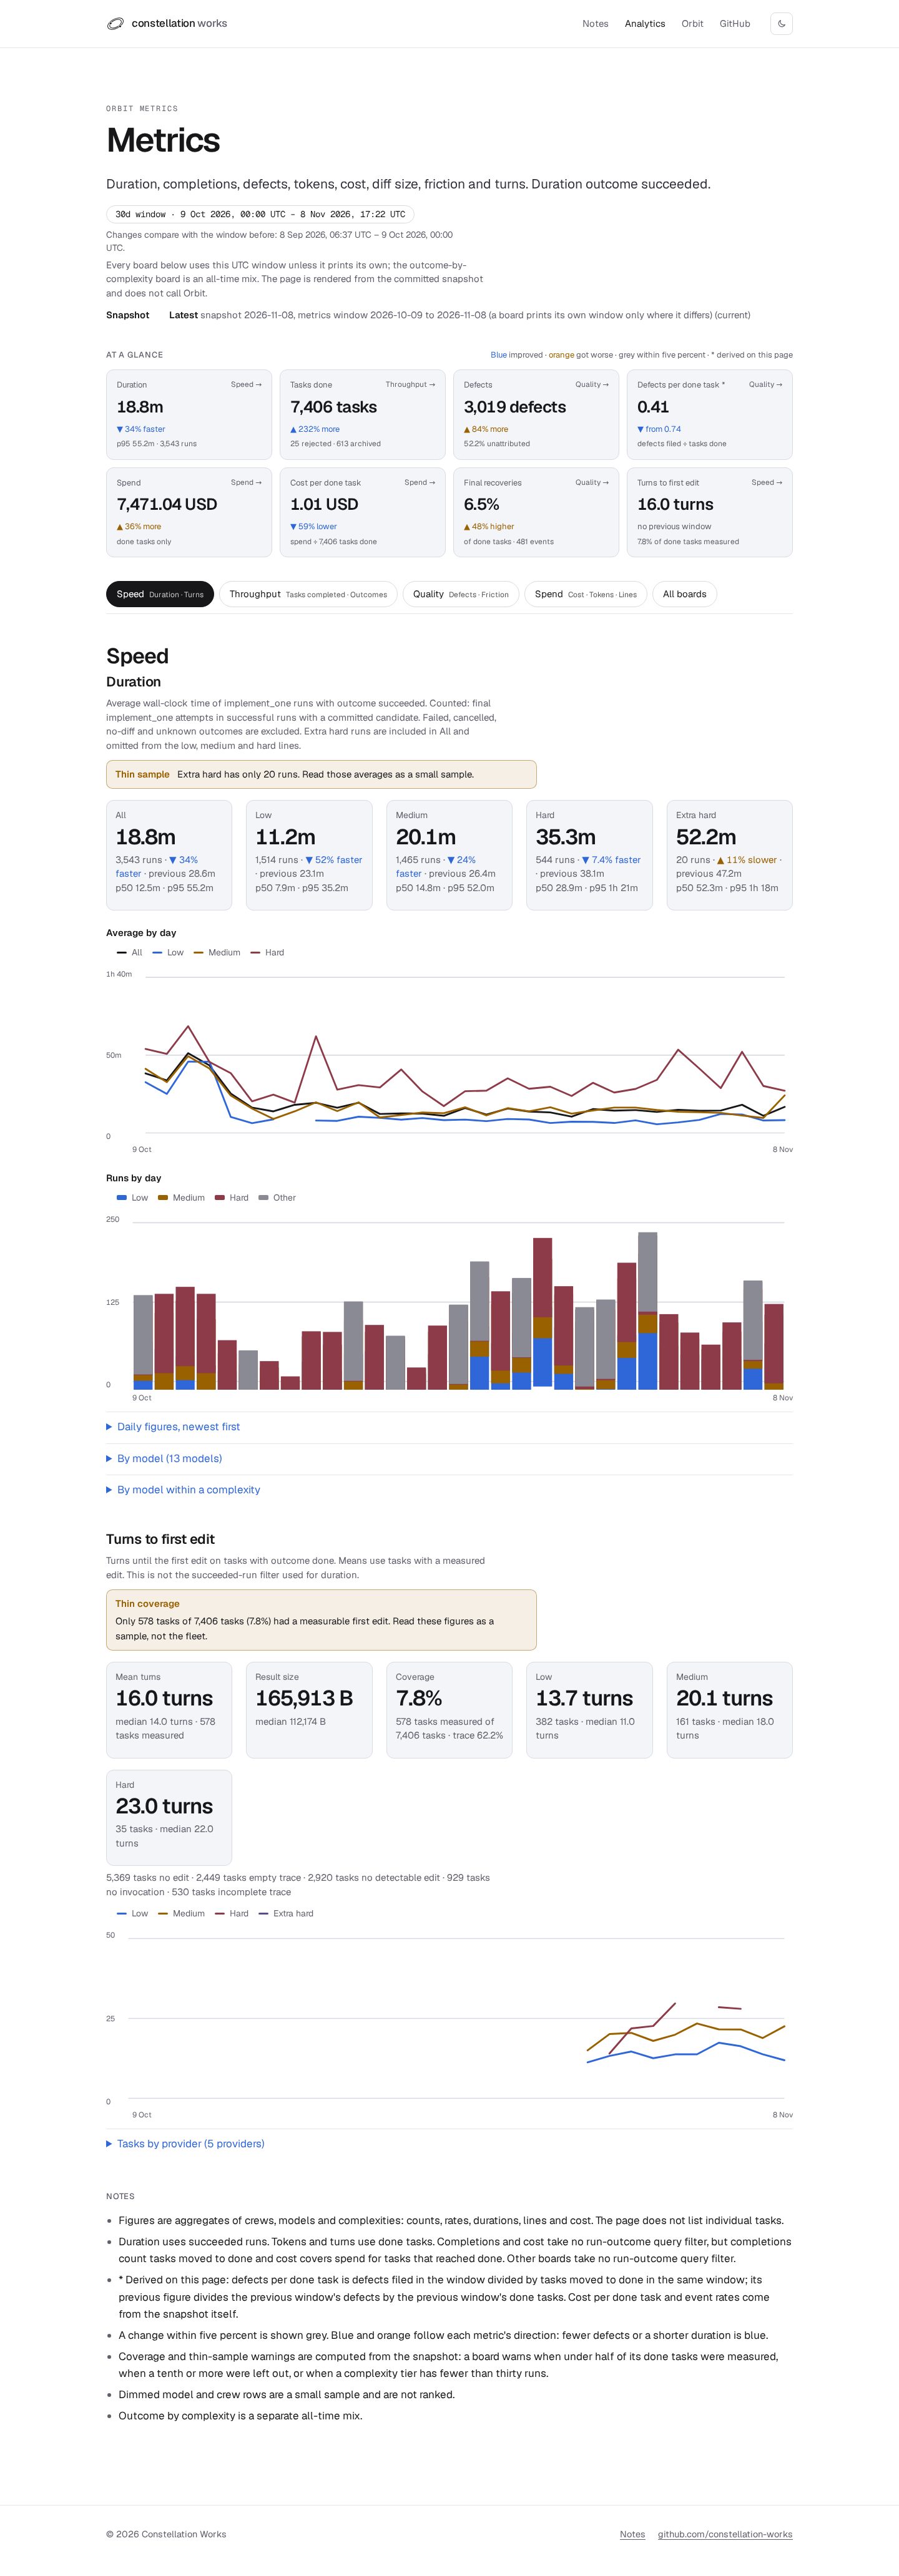 constellation works
Notes Analytics Orbit GitHub
ORBIT METRICS
Metrics
Duration, completions, defects, tokens, cost, diff size, friction and turns. Duration outcome succeeded.
30d window · 9 Oct 2026, 00:00 UTC – 8 Nov 2026, 17:22 UTC
Changes compare with the window before: 8 Sep 2026, 06:37 UTC – 9 Oct 2026, 00:00
UTC.
Every board below uses this UTC window unless it prints its own; the outcome-by-
complexity board is an all-time mix. The page is rendered from the committed snapshot
and does not call Orbit.
Snapshot Latest snapshot 2026-11-08, metrics window 2026-10-09 to 2026-11-08 (a board prints its own window only where it differs) (current)
AT A GLANCE
Blue improved · orange got worse · grey within five percent · * derived on this page
Duration Speed →
18.8m
▼ 34% faster
p95 55.2m · 3,543 runs
Tasks done Throughput →
7,406 tasks
▲ 232% more
25 rejected · 613 archived
Defects Quality →
3,019 defects
▲ 84% more
52.2% unattributed
Defects per done task * Quality →
0.41
▼ from 0.74
defects filed ÷ tasks done
Spend Spend →
7,471.04 USD
▲ 36% more
done tasks only
Cost per done task Spend →
1.01 USD
▼ 59% lower
spend ÷ 7,406 tasks done
Final recoveries Quality →
6.5%
▲ 48% higher
of done tasks · 481 events
Turns to first edit Speed →
16.0 turns
no previous window
7.8% of done tasks measured
Speed Duration · Turns
Throughput Tasks completed · Outcomes
Quality Defects · Friction
Spend Cost · Tokens · Lines
All boards
Speed
Duration
Average wall-clock time of implement_one runs with outcome succeeded. Counted: final
implement_one attempts in successful runs with a committed candidate. Failed, cancelled,
no-diff and unknown outcomes are excluded. Extra hard runs are included in All and
omitted from the low, medium and hard lines.
Thin sample Extra hard has only 20 runs. Read those averages as a small sample.
All
18.8m
3,543 runs · ▼ 34%
faster · previous 28.6m
p50 12.5m · p95 55.2m
Low
11.2m
1,514 runs · ▼ 52% faster
· previous 23.1m
p50 7.9m · p95 35.2m
Medium
20.1m
1,465 runs · ▼ 24%
faster · previous 26.4m
p50 14.8m · p95 52.0m
Hard
35.3m
544 runs · ▼ 7.4% faster
· previous 38.1m
p50 28.9m · p95 1h 21m
Extra hard
52.2m
20 runs · ▲ 11% slower ·
previous 47.2m
p50 52.3m · p95 1h 18m
Average by day
All Low Medium Hard
1h 40m
50m
0
9 Oct 8 Nov
Runs by day
Low Medium Hard Other
250
125
0
9 Oct 8 Nov
▶ Daily figures, newest first
▶ By model (13 models)
▶ By model within a complexity
Turns to first edit
Turns until the first edit on tasks with outcome done. Means use tasks with a measured
edit. This is not the succeeded-run filter used for duration.
Thin coverage
Only 578 tasks of 7,406 tasks (7.8%) had a measurable first edit. Read these figures as a
sample, not the fleet.
Mean turns
16.0 turns
median 14.0 turns · 578
tasks measured
Result size
165,913 B
median 112,174 B
Coverage
7.8%
578 tasks measured of
7,406 tasks · trace 62.2%
Low
13.7 turns
382 tasks · median 11.0
turns
Medium
20.1 turns
161 tasks · median 18.0
turns
Hard
23.0 turns
35 tasks · median 22.0
turns
5,369 tasks no edit · 2,449 tasks empty trace · 2,920 tasks no detectable edit · 929 tasks
no invocation · 530 tasks incomplete trace
Low Medium Hard Extra hard
50
25
0
9 Oct 8 Nov
▶ Tasks by provider (5 providers)
NOTES
• Figures are aggregates of crews, models and complexities: counts, rates, durations, lines and cost. The page does not list individual tasks.
• Duration uses succeeded runs. Tokens and turns use done tasks. Completions and cost take no run-outcome query filter, but completions
count tasks moved to done and cost covers spend for tasks that reached done. Other boards take no run-outcome query filter.
• * Derived on this page: defects per done task is defects filed in the window divided by tasks moved to done in the same window; its
previous figure divides the previous window's defects by the previous window's done tasks. Cost per done task and event rates come
from the snapshot itself.
• A change within five percent is shown grey. Blue and orange follow each metric's direction: fewer defects or a shorter duration is blue.
• Coverage and thin-sample warnings are computed from the snapshot: a board warns when under half of its done tasks were measured,
when a tenth or more were left out, or when a complexity tier has fewer than thirty runs.
• Dimmed model and crew rows are a small sample and are not ranked.
• Outcome by complexity is a separate all-time mix.
© 2026 Constellation Works
Notes github.com/constellation-works